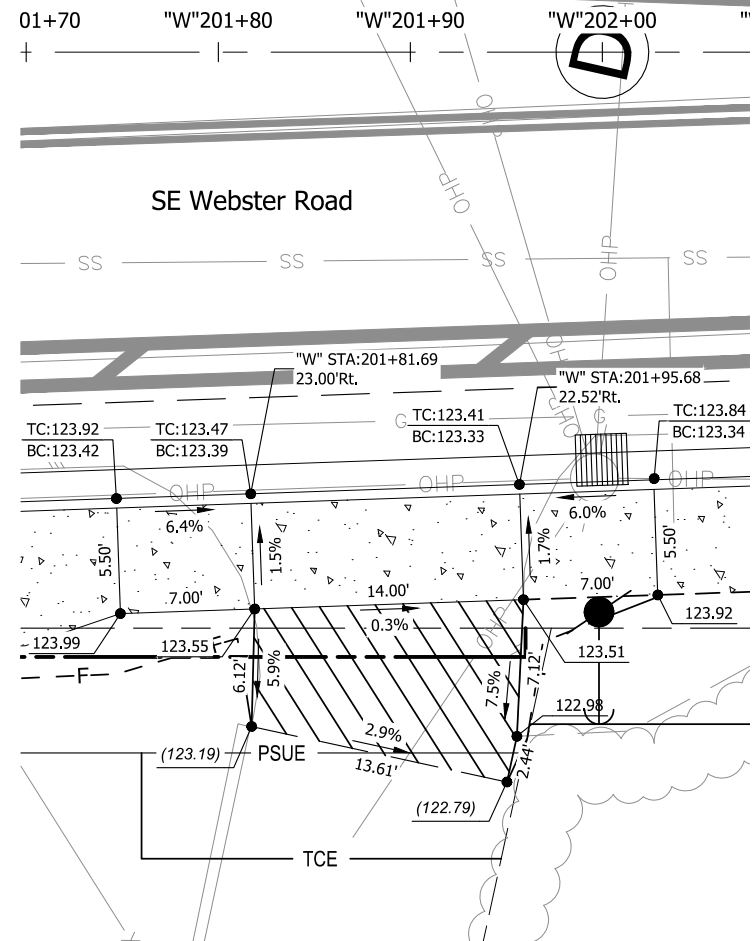 01+70
"W"201+80
"W"201+90
"W"202+00
"W
D
OHP
OHP
OHP
SE Webster Road
SS
SS
SS
SS
"W" STA:201+81.69
23.00'Rt.
OHP
"W" STA:201+95.68
22.52'Rt.
OHP
TC:123.92
BC:123.42
TC:123.47
BC:123.39
G
TC:123.41
BC:123.33
G
TC:123.84
BC:123.34
OHP
OHP
OHP
6.4%
6.0%
5.50'
1.5%
1.7%
5.50'
7.00'
14.00'
7.00'
0.3%
123.99
123.55
F
OHP
123.51
123.92
F
6.12'
5.9%
7.5%
7.12'
122.98
(123.19)
PSUE
2.9%
13.61'
2.44'
(122.79)
TCE